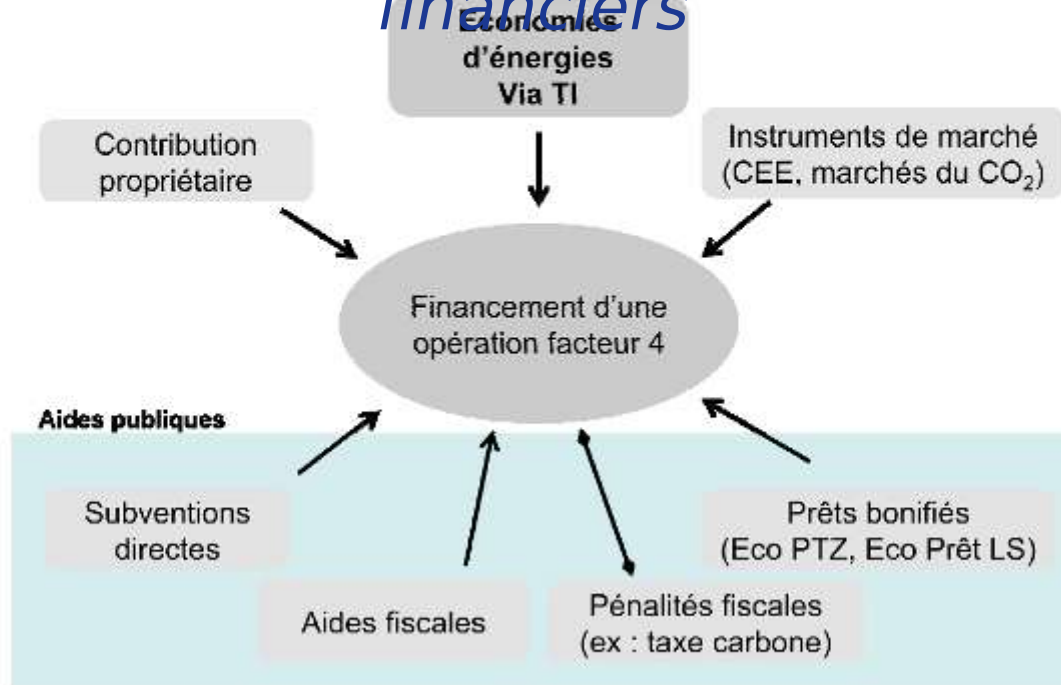 financiers
Economies
d’énergies
Via TI
Contribution
propriétaire
Instruments de marché
(CEE, marchés du CO₂)
Financement d’une
opération facteur 4
Aides publiques
Subventions
directes
Prêts bonifiés
(Eco PTZ, Eco Prêt LS)
Aides fiscales
Pénalités fiscales
(ex : taxe carbone)